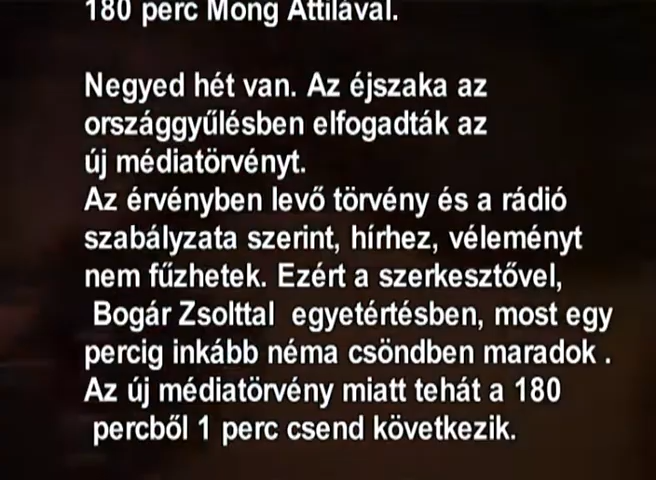 180 perc Mong Attilával.
Negyed hét van. Az éjszaka az
országgyűlésben elfogadták az
új médiatörvényt.
Az érvényben levő törvény és a rádió
szabályzata szerint, hírhez, véleményt
nem fűzhetek. Ezért a szerkesztővel,
Bogár Zsolttal egyetértésben, most egy
percig inkább néma csöndben maradok .
Az új médiatörvény miatt tehát a 180
percből 1 perc csend következik.